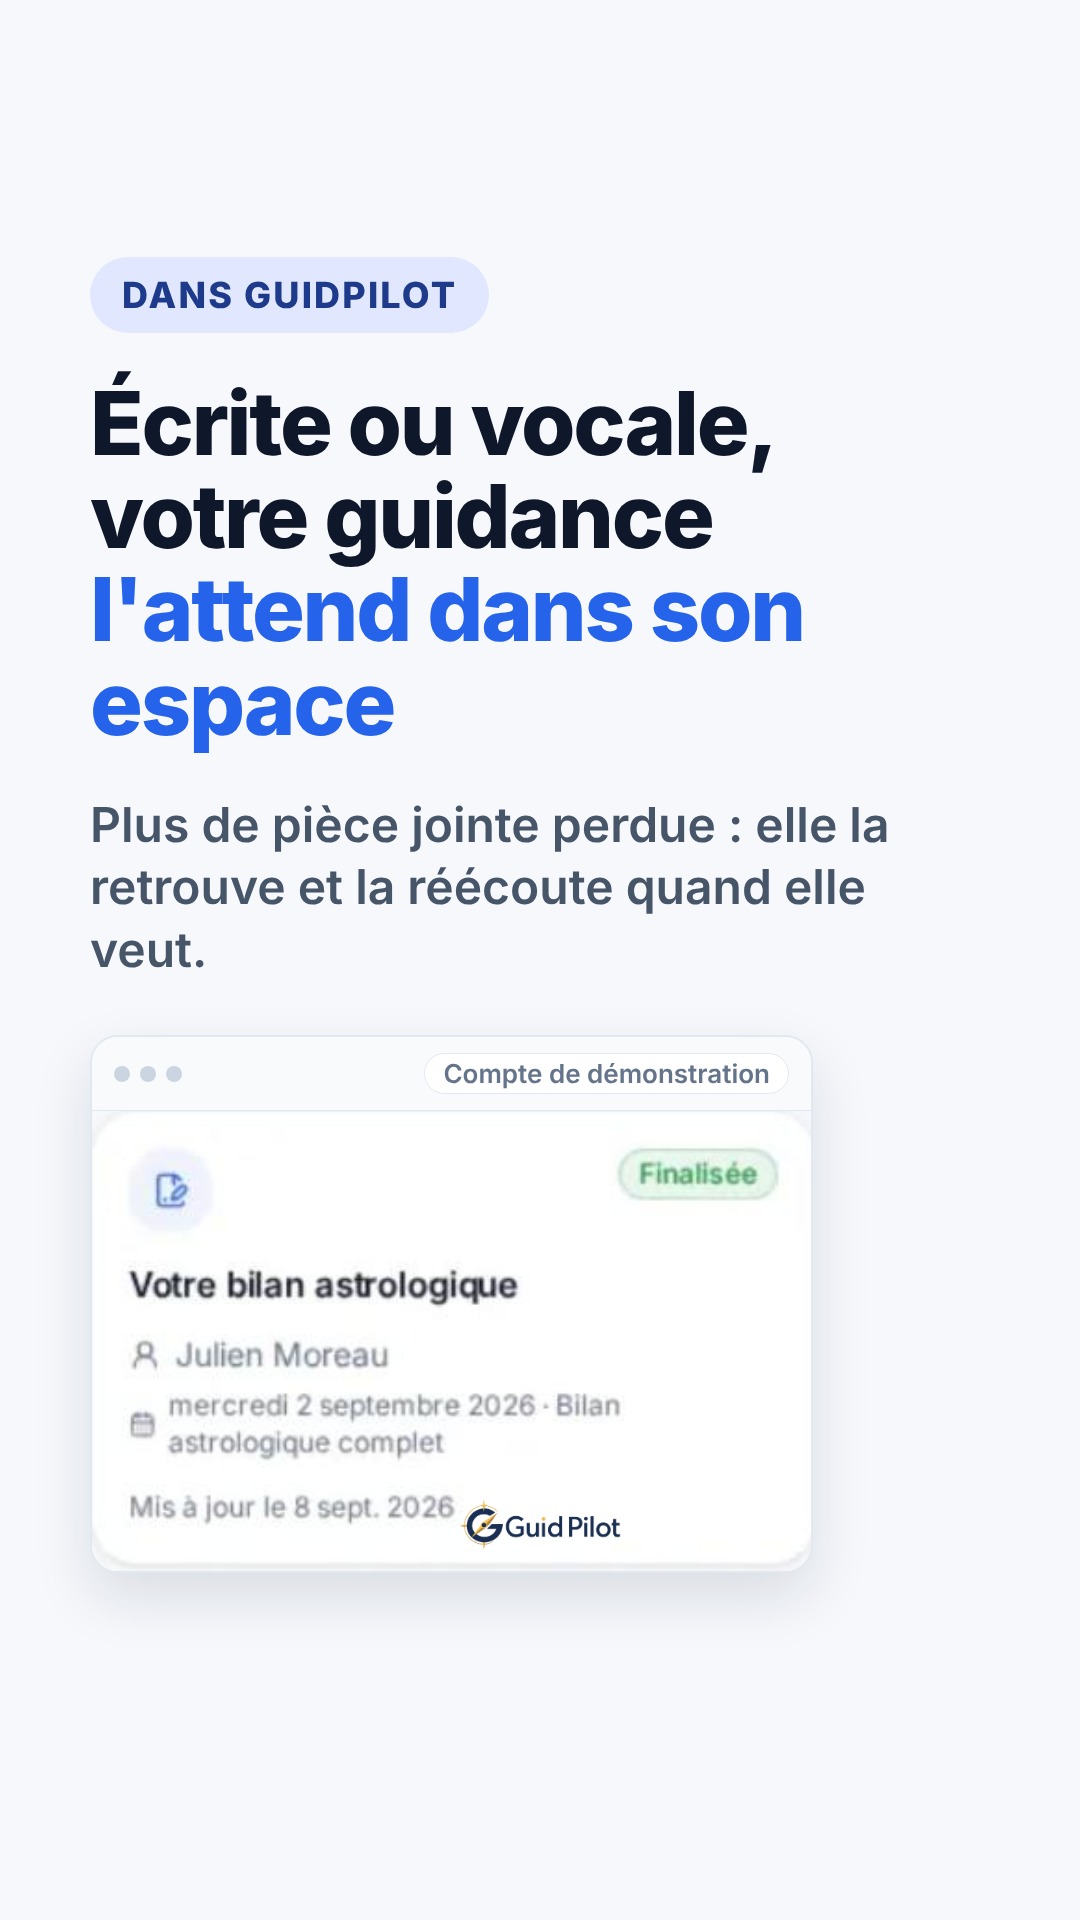 DANS GUIDPILOT
Écrite ou vocale,
votre guidance
l'attend dans son
espace
Plus de pièce jointe perdue : elle la
retrouve et la réécoute quand elle
veut.
Compte de démonstration
Finalisée
Votre bilan astrologique
Julien Moreau
mercredi 2 septembre 2026 · Bilan
astrologique complet
Mis à jour le 8 sept. 2026
GuidPilot